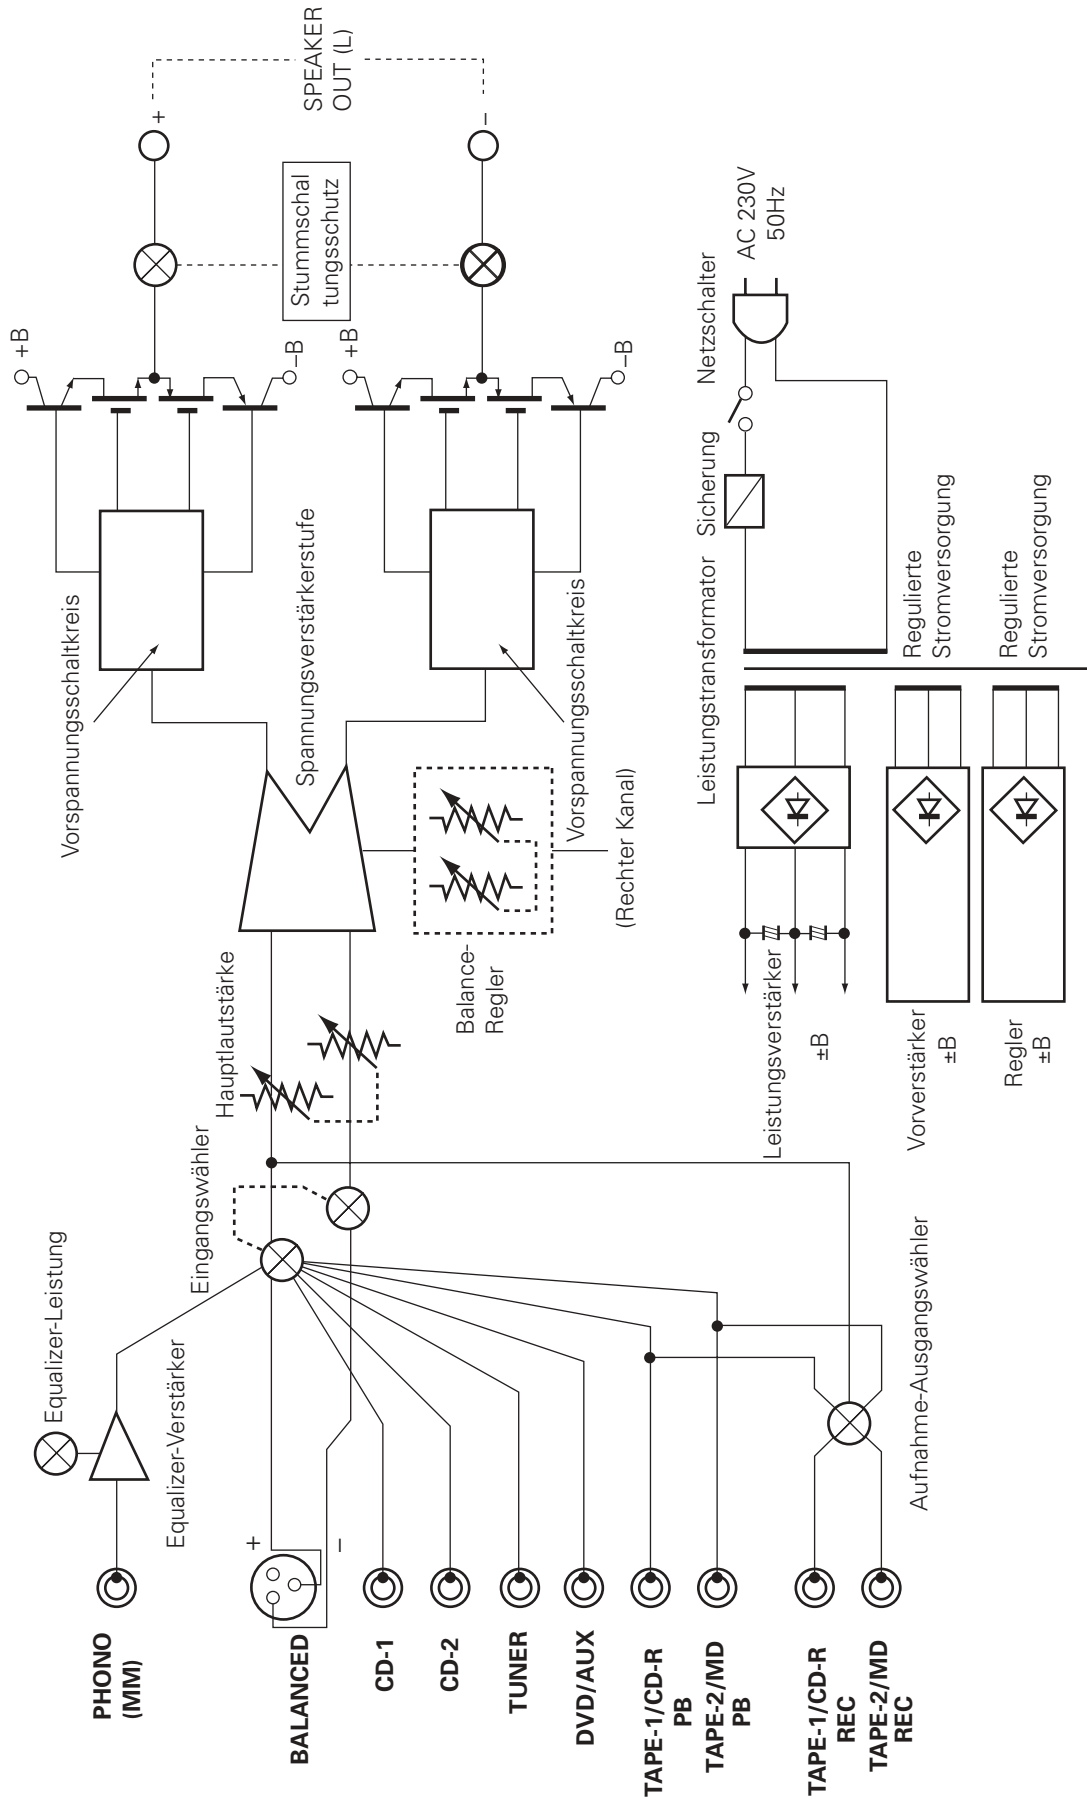 PHONO
(MM)
BALANCED
CD-1
CD-2
TUNER
DVD/AUX
TAPE-1/CD-R
PB
TAPE-2/MD
PB
TAPE-1/CD-R
REC
TAPE-2/MD
REC
+
–
Equalizer-Leistung
Equalizer-Verstärker
Eingangswähler
Aufnahme-Ausgangswähler
Hauptlautstärke
Balance-
Regler
(Rechter Kanal)
Spannungsverstärkerstufe
Vorspannungsschaltkreis
Vorspannungsschaltkreis
+B
–B
+B
–B
Stummschal
tungsschutz
+
–
SPEAKER
OUT (L)
Leistungsverstärker
±B
Vorverstärker
±B
Regler
±B
Leistungstransformator
Sicherung
Netzschalter
AC 230V
50Hz
Regulierte
Stromversorgung
Regulierte
Stromversorgung